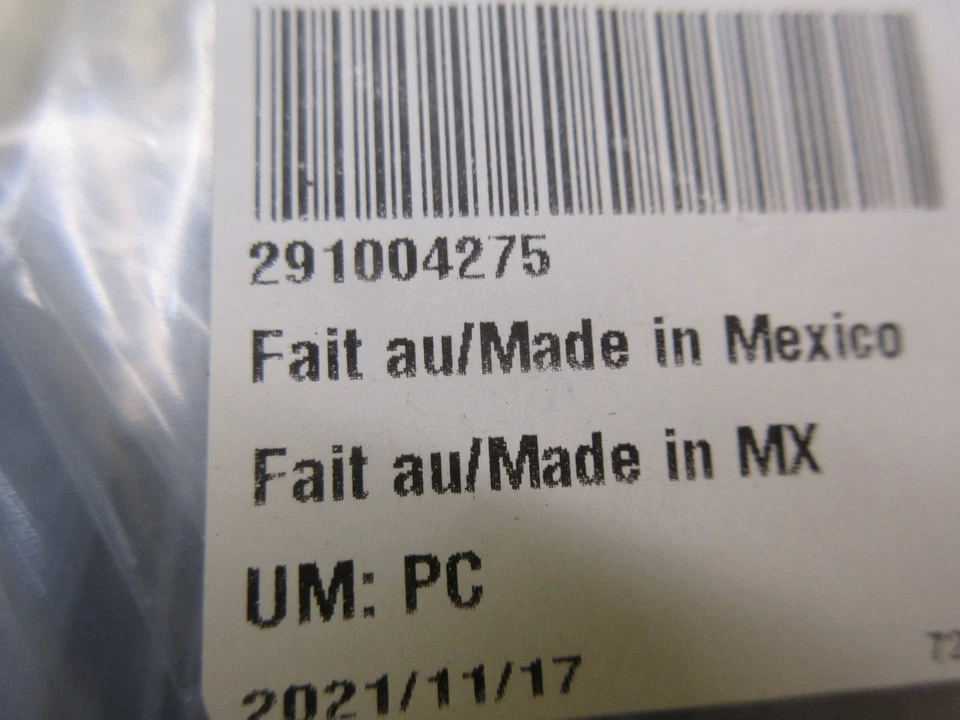 291004275
Fait au/Made in Mexico
Fait au/Made in MX
UM: PC
2021/11/17